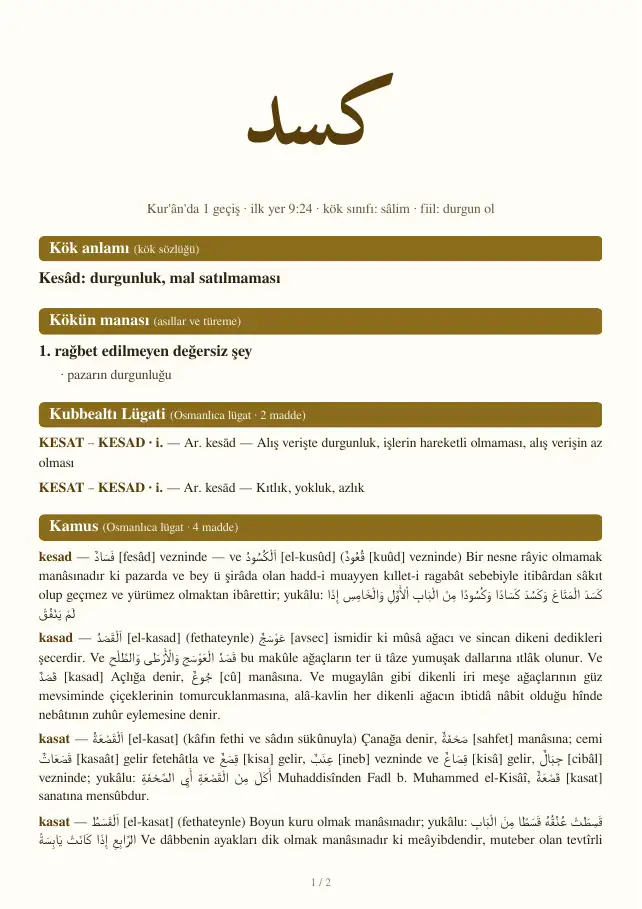 كسد
Kur'ân'da 1 geçiş · ilk yer 9:24 · kök sınıfı: sâlim · fiil: durgun ol
Kök anlamı (kök sözlüğü)
Kesâd: durgunluk, mal satılmaması
Kökün manası (asıllar ve türeme)
1. rağbet edilmeyen değersiz şey
· pazarın durgunluğu
Kubbealtı Lügati (Osmanlıca lügat · 2 madde)
KESAT – KESAD · i. — Ar. kesād — Alış verişte durgunluk, işlerin hareketli olmaması, alış verişin az
olması
KESAT – KESAD · i. — Ar. kesād — Kıtlık, yokluk, azlık
Kamus (Osmanlıca lügat · 4 madde)
kesad — فَسَادٌ [fesâd] vezninde — ve اَلْكُسُودُ [el-kusûd] (قُعُودٌ [kuûd] vezninde) Bir nesne râyic olmamak
manâsınadır ki pazarda ve bey ü şirâda olan hadd-i muayyen kıllet-i ragabât sebebiyle itibârdan sâkıt
olup geçmez ve yürümez olmaktan ibârettir; yukâlu: كَسَدَ الْمَتَاعُ وَكَسُدَ كَسَادًا وَكُسُودًا مِنَ الْبَابِ الْأَوَّلِ وَالْخَامِسِ إِذَا
لَمْ يَنْفُقْ
kasad — اَلْقَصَدُ [el-kasad] (fethateynle) عَوْسَجٌ [avsec] ismidir ki mûsâ ağacı ve sincan dikeni dedikleri
şecerdir. Ve قَصَدُ الْعَوْسَجِ وَالْأَرْطَى وَالطَّلْحِ bu makûle ağaçların ter ü tâze yumuşak dallarına ıtlâk olunur. Ve
قَصَدٌ [kasad] Açlığa denir, جُوعٌ [cû] manâsına. Ve mugaylân gibi dikenli iri meşe ağaçlarının güz
mevsiminde çiçeklerinin tomurcuklanmasına, alâ-kavlin her dikenli ağacın ibtidâ nâbit olduğu hînde
nebâtının zuhûr eylemesine denir.
kasat — اَلْقَصْعَةُ [el-kasat] (kâfın fethi ve sâdın sükûnuyla) Çanağa denir, صَحْفَةٌ [sahfet] manâsına; cemi
قَصَعَاتٌ [kasaât] gelir fetehâtla ve قِصَعٌ [kisa] gelir, عِنَبٌ [ineb] vezninde ve قِصَاعٌ [kisâ] gelir, جِبَالٌ [cibâl]
vezninde; yukâlu: أَكَلَ مِنَ الْقَصْعَةِ أَيِ الصَّحْفَةِ Muhaddisînden Fadl b. Muhammed el-Kisâî, قَصْعَةٌ [kasat]
sanatına mensûbdur.
kasat — اَلْقَسَطُ [el-kasat] (fethateynle) Boyun kuru olmak manâsınadır; yukâlu: قَسِطَتْ عُنُقُهُ قَسَطًا مِنَ الْبَابِ
الرَّابِعِ إِذَا كَانَتْ يَابِسَةً Ve dâbbenin ayakları dik olmak manâsınadır ki meâyibdendir, muteber olan tevtîrli
1 / 2